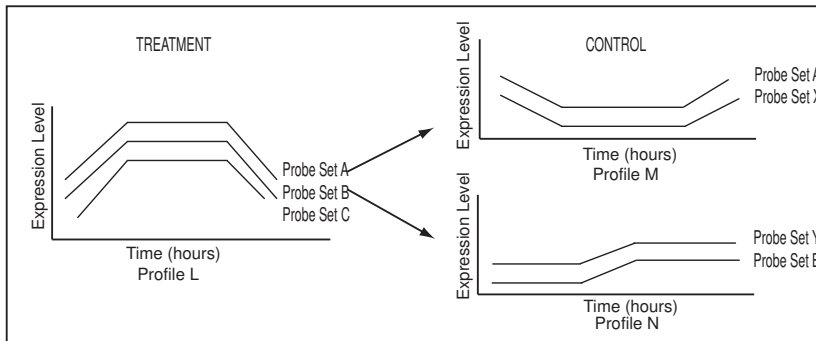 TREATMENT
Expression Level
Probe Set A
Probe Set B
Probe Set C
Time (hours)
Profile L
CONTROL
Expression Level
Probe Set A
Probe Set X
Time (hours)
Profile M
Expression Level
Probe Set Y
Probe Set B
Time (hours)
Profile N